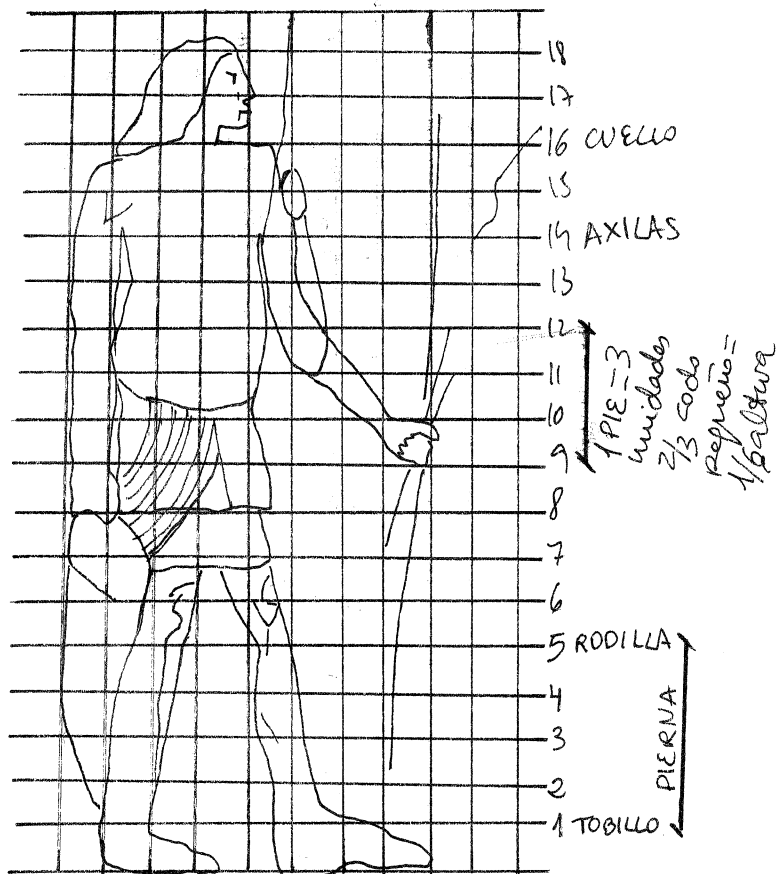 18
17
16 CUELLO
15
14 AXILAS
13
12
11
10
9
8
7
6
5 RODILLA
4
3
2
1 TOBILLO
1 PIE=3
unidades
2/3 codo
pequeño=
1/6 altura
PIERNA